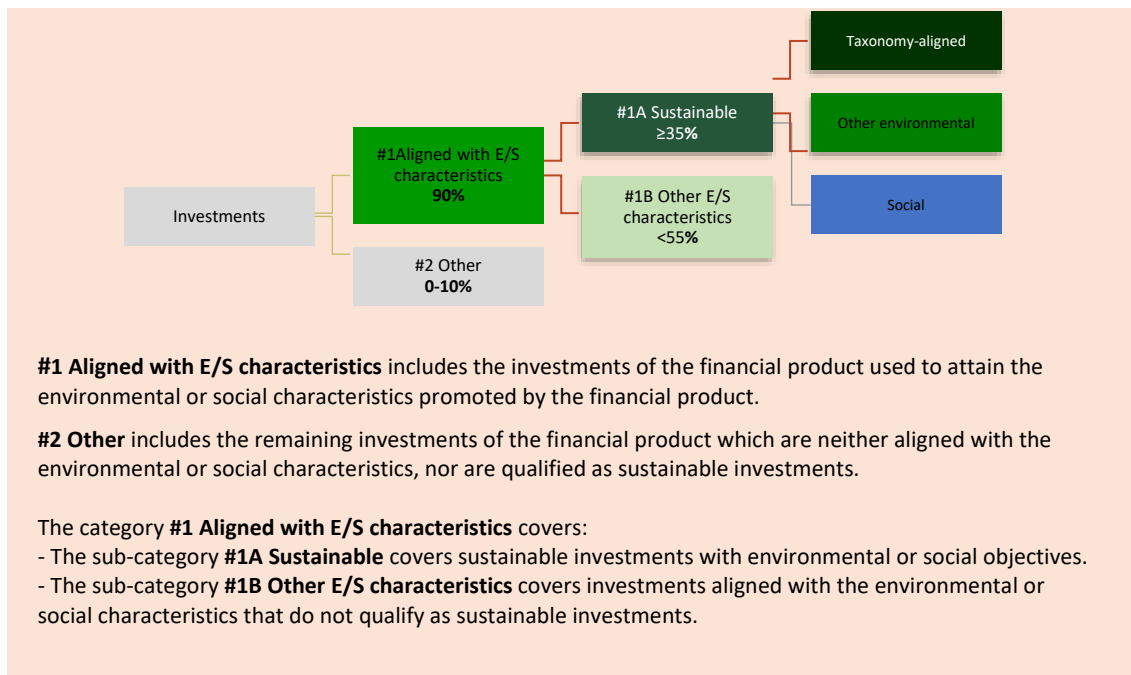 Taxonomy-aligned
#1A Sustainable
≥35%
Other environmental
#1Aligned with E/S
characteristics
90%
#1B Other E/S
characteristics
<55%
Social
Investments
#2 Other
0-10%
#1 Aligned with E/S characteristics includes the investments of the financial product used to attain the
environmental or social characteristics promoted by the financial product.
#2 Other includes the remaining investments of the financial product which are neither aligned with the
environmental or social characteristics, nor are qualified as sustainable investments.
The category #1 Aligned with E/S characteristics covers:
- The sub-category #1A Sustainable covers sustainable investments with environmental or social objectives.
- The sub-category #1B Other E/S characteristics covers investments aligned with the environmental or
social characteristics that do not qualify as sustainable investments.